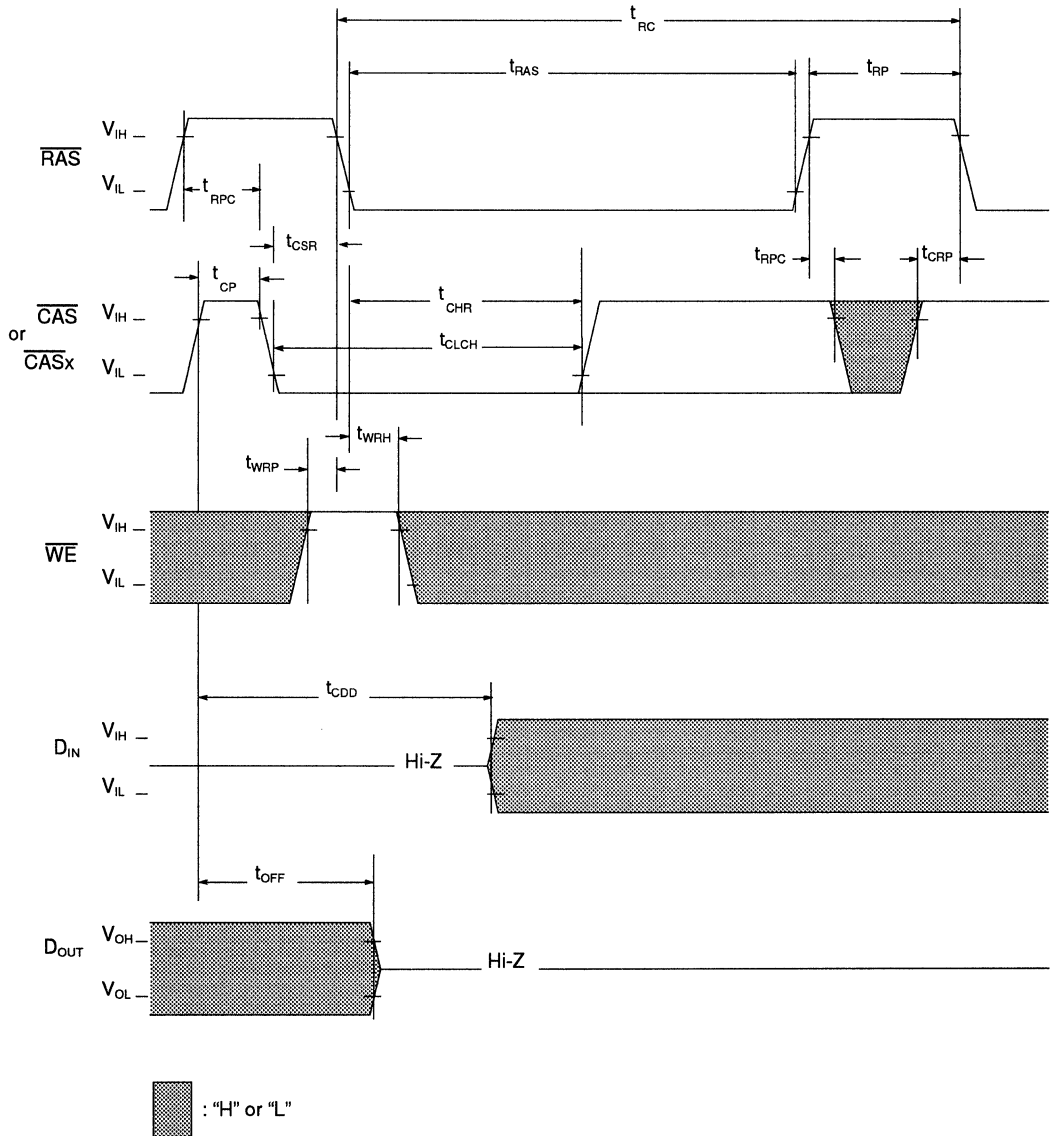 tRC
tRAS
tRP
RAS
VIH
VIL
tRPC
tCSR
tCP
tRPC
tCRP
CAS
or
CASx
VIH
VIL
tCHR
tCLCH
tWRH
tWRP
WE
VIH
VIL
tCDD
DIN
VIH
VIL
Hi-Z
tOFF
DOUT
VOH
VOL
Hi-Z
: “H” or “L”